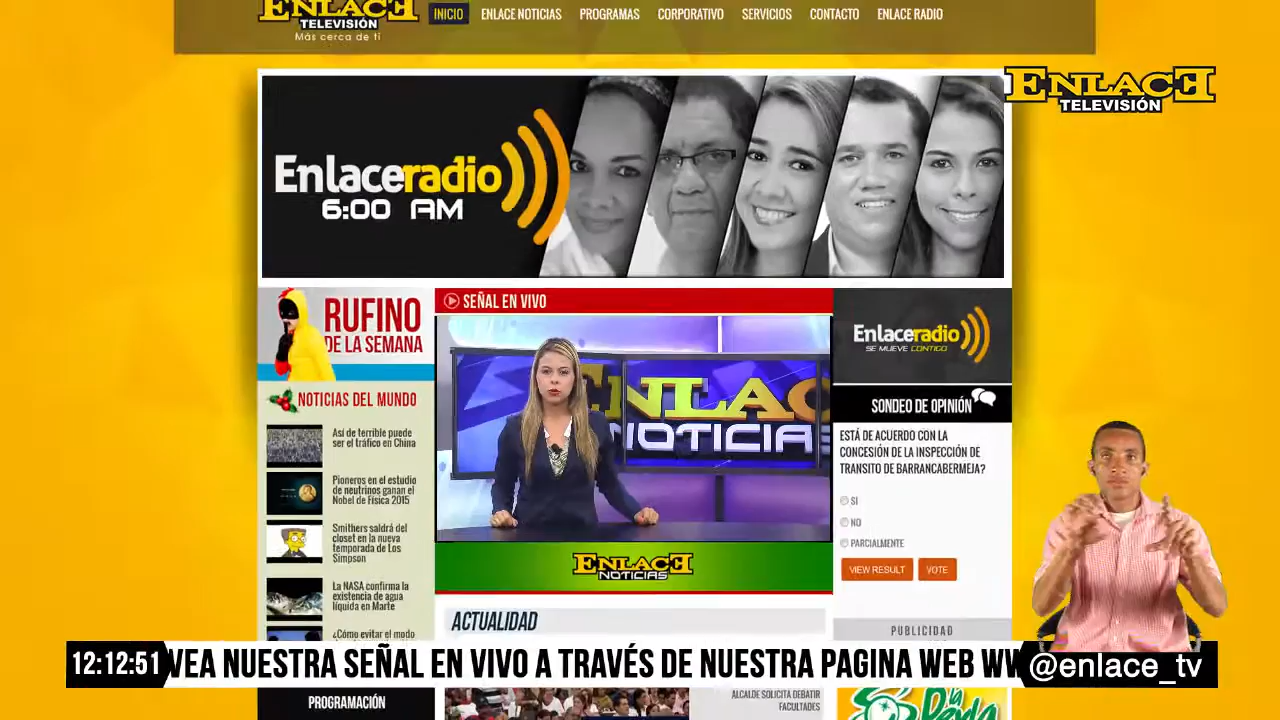 ENLACE
TELEVISIÓN
Más cerca de ti
INICIO
ENLACE NOTICIAS
PROGRAMAS
CORPORATIVO
SERVICIOS
CONTACTO
ENLACE RADIO
ENLACE
TELEVISIÓN
Enlaceradio
6:00 AM
RUFINO
DE LA SEMANA
NOTICIAS DEL MUNDO
Así de terrible puede
ser el tráfico en China
Pioneros en el estudio
de neutrinos ganan el
Nobel de Física 2015
Smithers saldrá del
closet en la nueva
temporada de Los
Simpson
La NASA confirma la
existencia de agua
líquida en Marte
¿Cómo evitar el modo
SEÑAL EN VIVO
ENLAC
NOTICIAS
ENLACE
NOTICIAS
ACTUALIDAD
Enlaceradio
SE MUEVE CONTIGO
SONDEO DE OPINIÓN
ESTÁ DE ACUERDO CON LA
CONCESIÓN DE LA INSPECCIÓN DE
TRANSITO DE BARRANCABERMEJA?
SI
NO
PARCIALMENTE
VIEW RESULT
VOTE
PUBLICIDAD
12:12:51
VEA NUESTRA SEÑAL EN VIVO A TRAVÉS DE NUESTRA PAGINA WEB WW
@enlace_tv
PROGRAMACIÓN
ALCALDE SOLICITA DEBATIR
FACULTADES
la